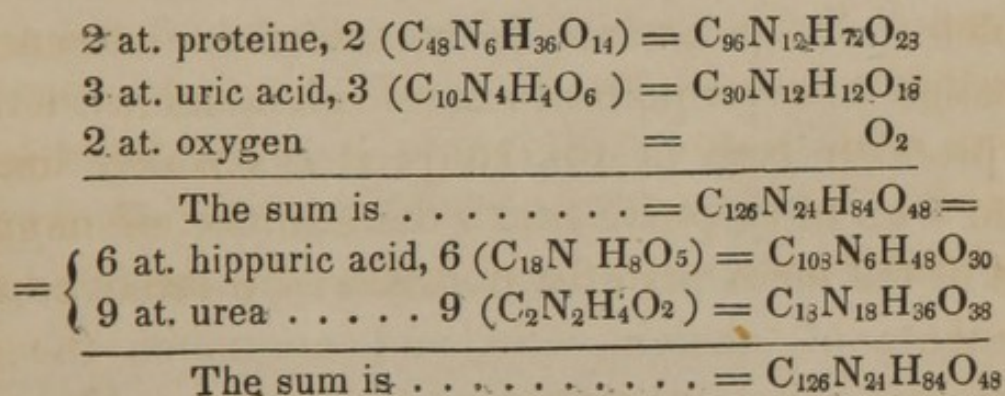 2 at. proteine, 2 (C₄₈N₆H₃₆O₁₄) = C₉₆N₁₂H₇₂O₂₈
3 at. uric acid, 3 (C₁₀N₄H₄O₆ ) = C₃₀N₁₂H₁₂O₁₈
2 at. oxygen = O₂
The sum is . . . . . . . . . = C₁₂₆N₂₄H₈₄O₄₈ =
= { 6 at. hippuric acid, 6 (C₁₈N H₈O₅) = C₁₀₈N₆H₄₈O₃₀
9 at. urea . . . . . 9 (C₂N₂H₄O₂ ) = C₁₈N₁₈H₃₆O₃₈
The sum is . . . . . . . . . . . = C₁₂₆N₂₄H₈₄O₄₈